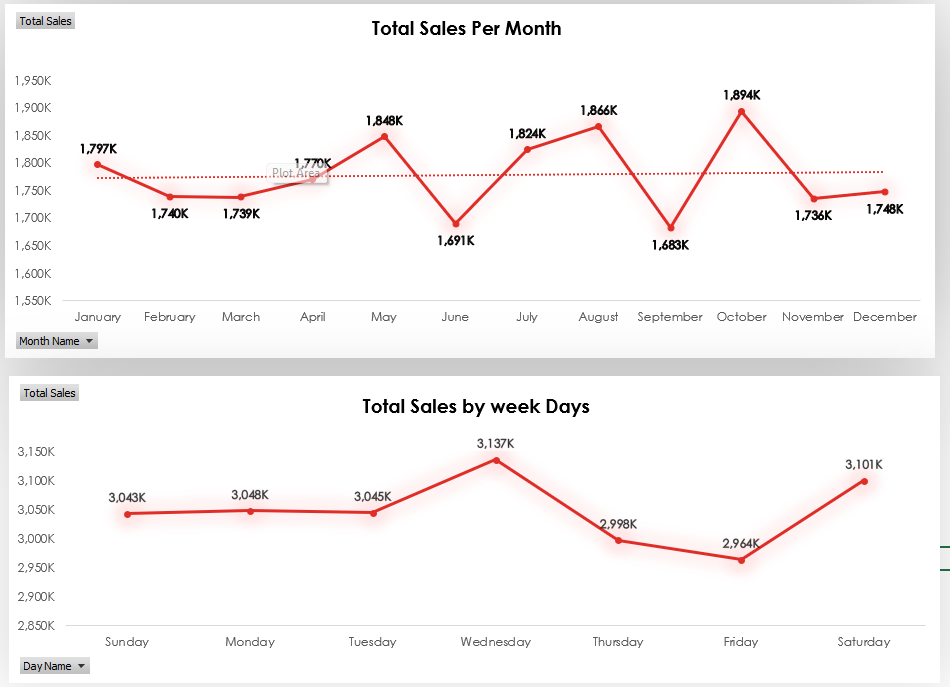 Total Sales
Total Sales Per Month
1,950K
1,900K
1,850K
1,800K
1,750K
1,700K
1,650K
1,600K
1,550K
1,797K
1,740K
1,739K
1,770K
Plot Area
1,848K
1,691K
1,824K
1,866K
1,683K
1,894K
1,736K
1,748K
January February March April May June July August September October November December
Month Name
Total Sales
Total Sales by week Days
3,150K
3,100K
3,050K
3,000K
2,950K
2,900K
2,850K
3,043K
3,048K
3,045K
3,137K
2,998K
2,964K
3,101K
Sunday Monday Tuesday Wednesday Thursday Friday Saturday
Day Name